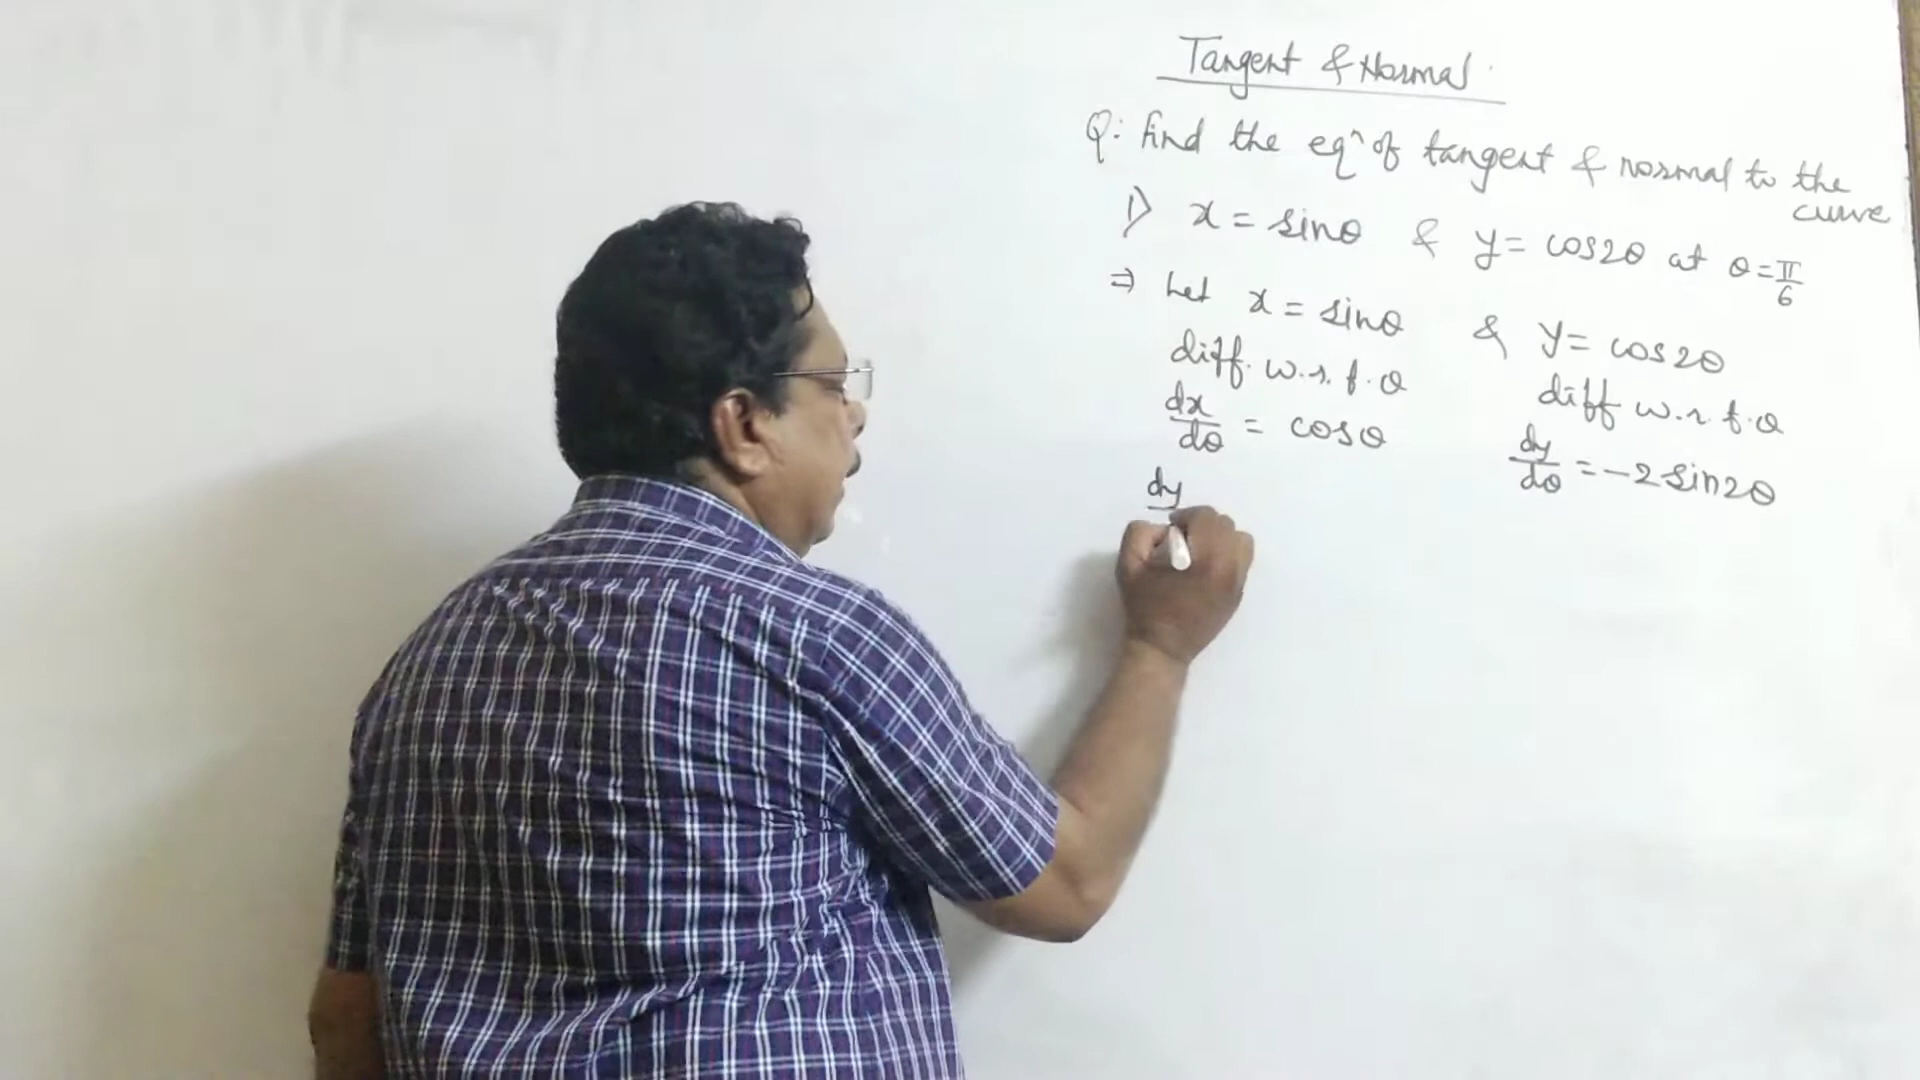 Tangent & Normal
Q: find the eqⁿ of tangent & normal to the
curve
1) x = sinθ & y = cos2θ at θ = π/6
⇒ Let x = sinθ & y = cos2θ
diff. w.r.t. θ diff w.r.t. θ
dx/dθ = cosθ dy/dθ = -2 sin2θ
dy